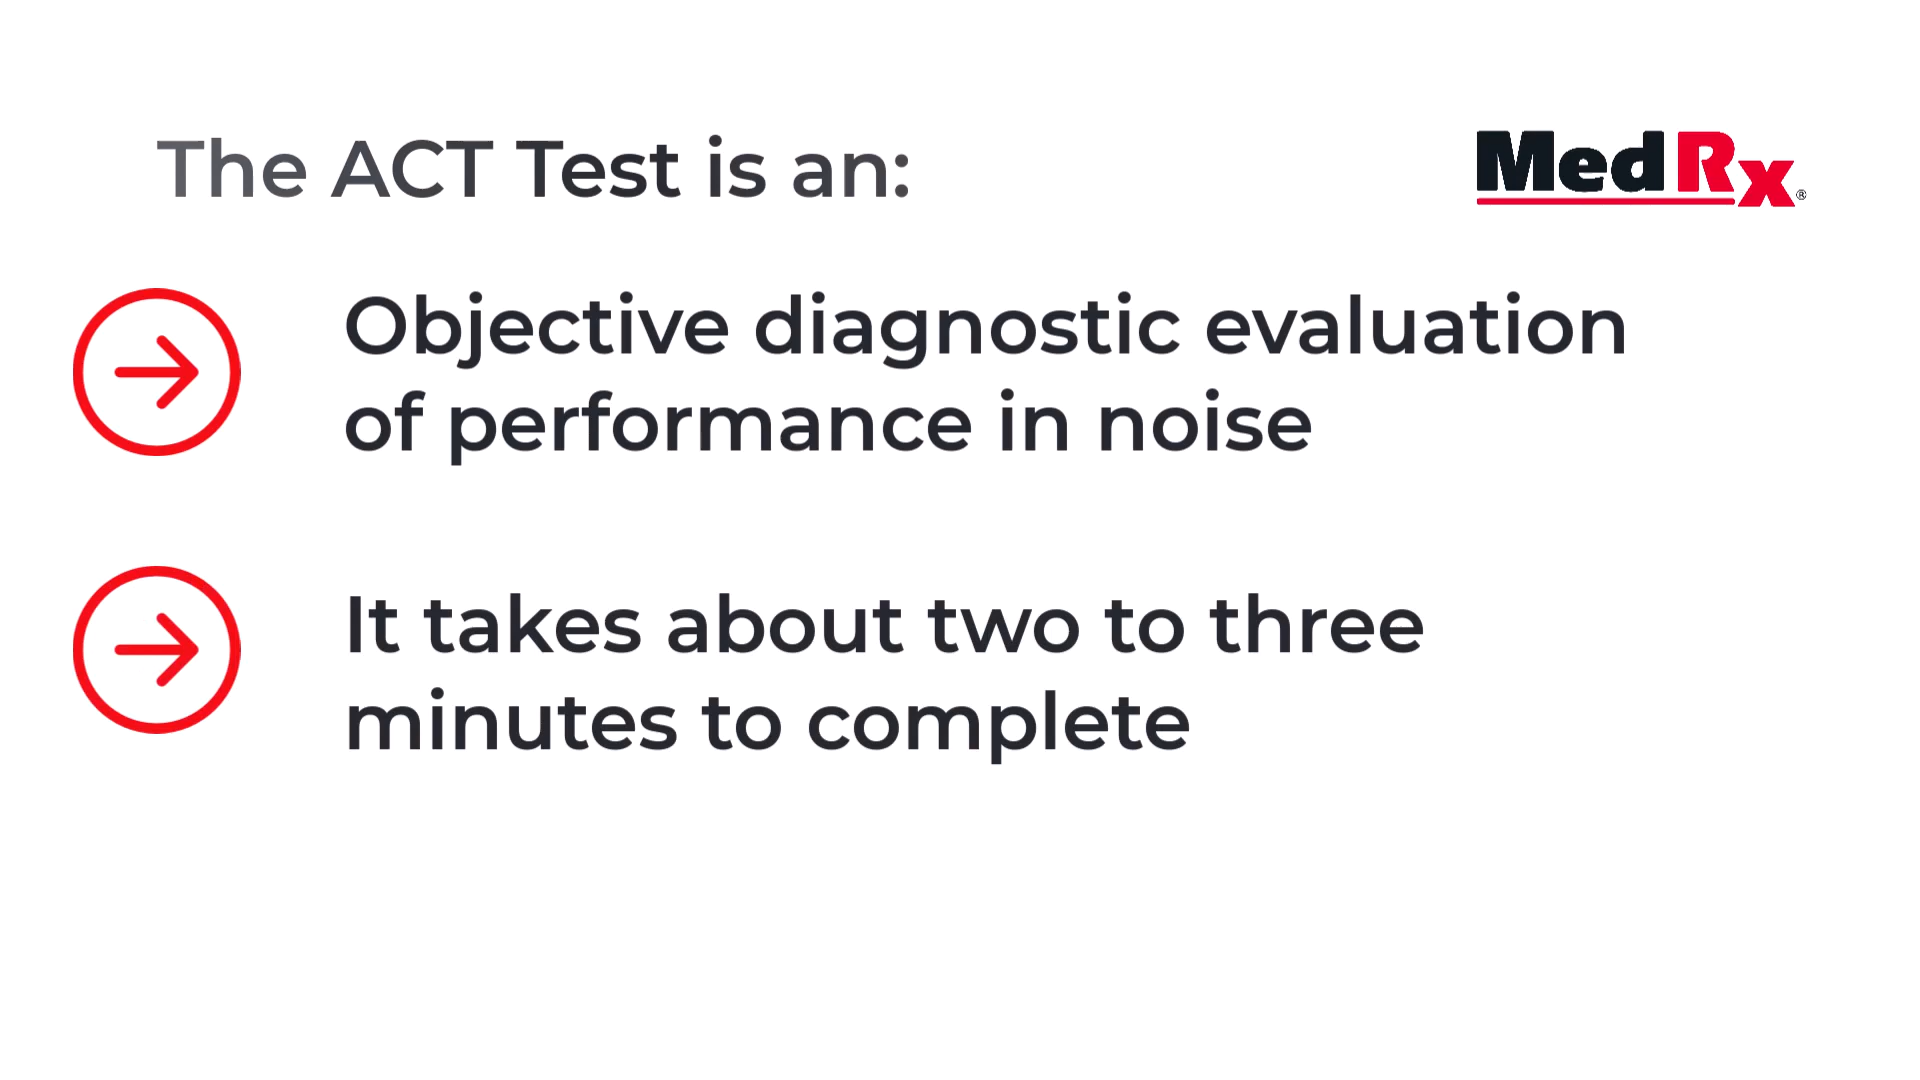 The ACT Test is an:
MedRx®
Objective diagnostic evaluation
of performance in noise
It takes about two to three
minutes to complete